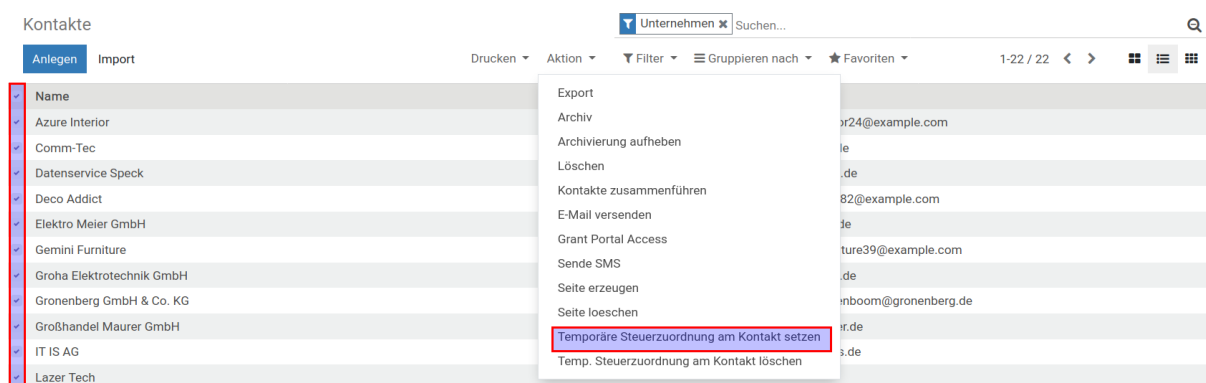 Kontakte
Unternehmen ✖ Suchen...
Anlegen Import Drucken Aktion Filter Gruppieren nach Favoriten 1-22 / 22
Name
Azure Interior
Comm-Tec
Datenservice Speck
Deco Addict
Elektro Meier GmbH
Gemini Furniture
Groha Elektrotechnik GmbH
Gronenberg GmbH & Co. KG
Großhandel Maurer GmbH
IT IS AG
Lazer Tech
Export
Archiv
Archivierung aufheben
Löschen
Kontakte zusammenführen
E-Mail versenden
Grant Portal Access
Sende SMS
Seite erzeugen
Seite loeschen
Temporäre Steuerzuordnung am Kontakt setzen
Temp. Steuerzuordnung am Kontakt löschen
24@example.com
.de
82@example.com
ture39@example.com
.de
nboom@gronenberg.de
r.de
s.de